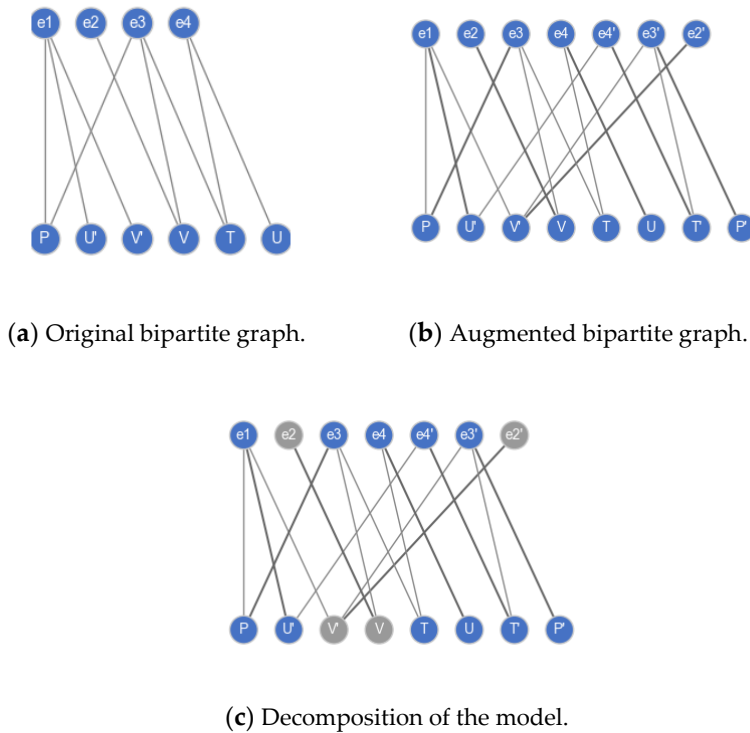 e1 e2 e3 e4
P U' V' V T U
(a) Original bipartite graph.
e1 e2 e3 e4 e4' e3' e2'
P U' V' V T U T' P'
(b) Augmented bipartite graph.
e1 e2 e3 e4 e4' e3' e2'
P U' V' V T U T' P'
(c) Decomposition of the model.